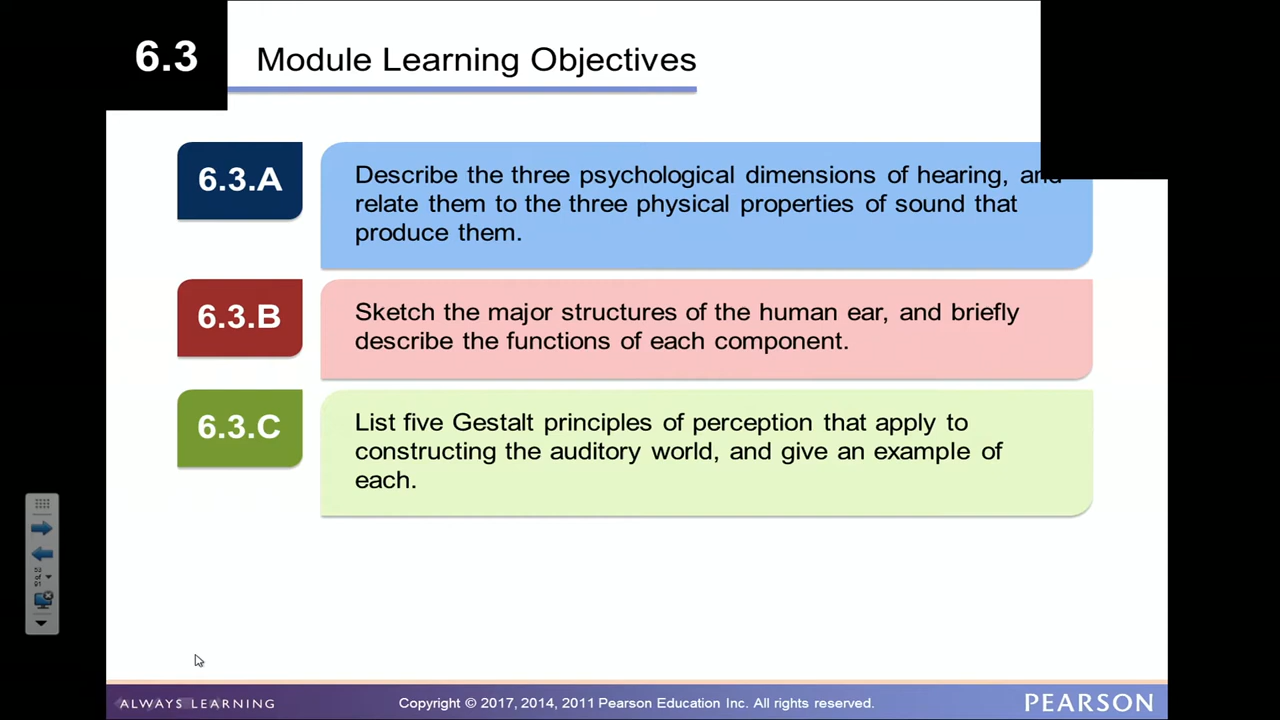 6.3
Module Learning Objectives
6.3.A
Describe the three psychological dimensions of hearing, and
relate them to the three physical properties of sound that
produce them.
6.3.B
Sketch the major structures of the human ear, and briefly
describe the functions of each component.
6.3.C
List five Gestalt principles of perception that apply to
constructing the auditory world, and give an example of
each.
of
91
ALWAYS LEARNING
Copyright © 2017, 2014, 2011 Pearson Education Inc. All rights reserved.
PEARSON